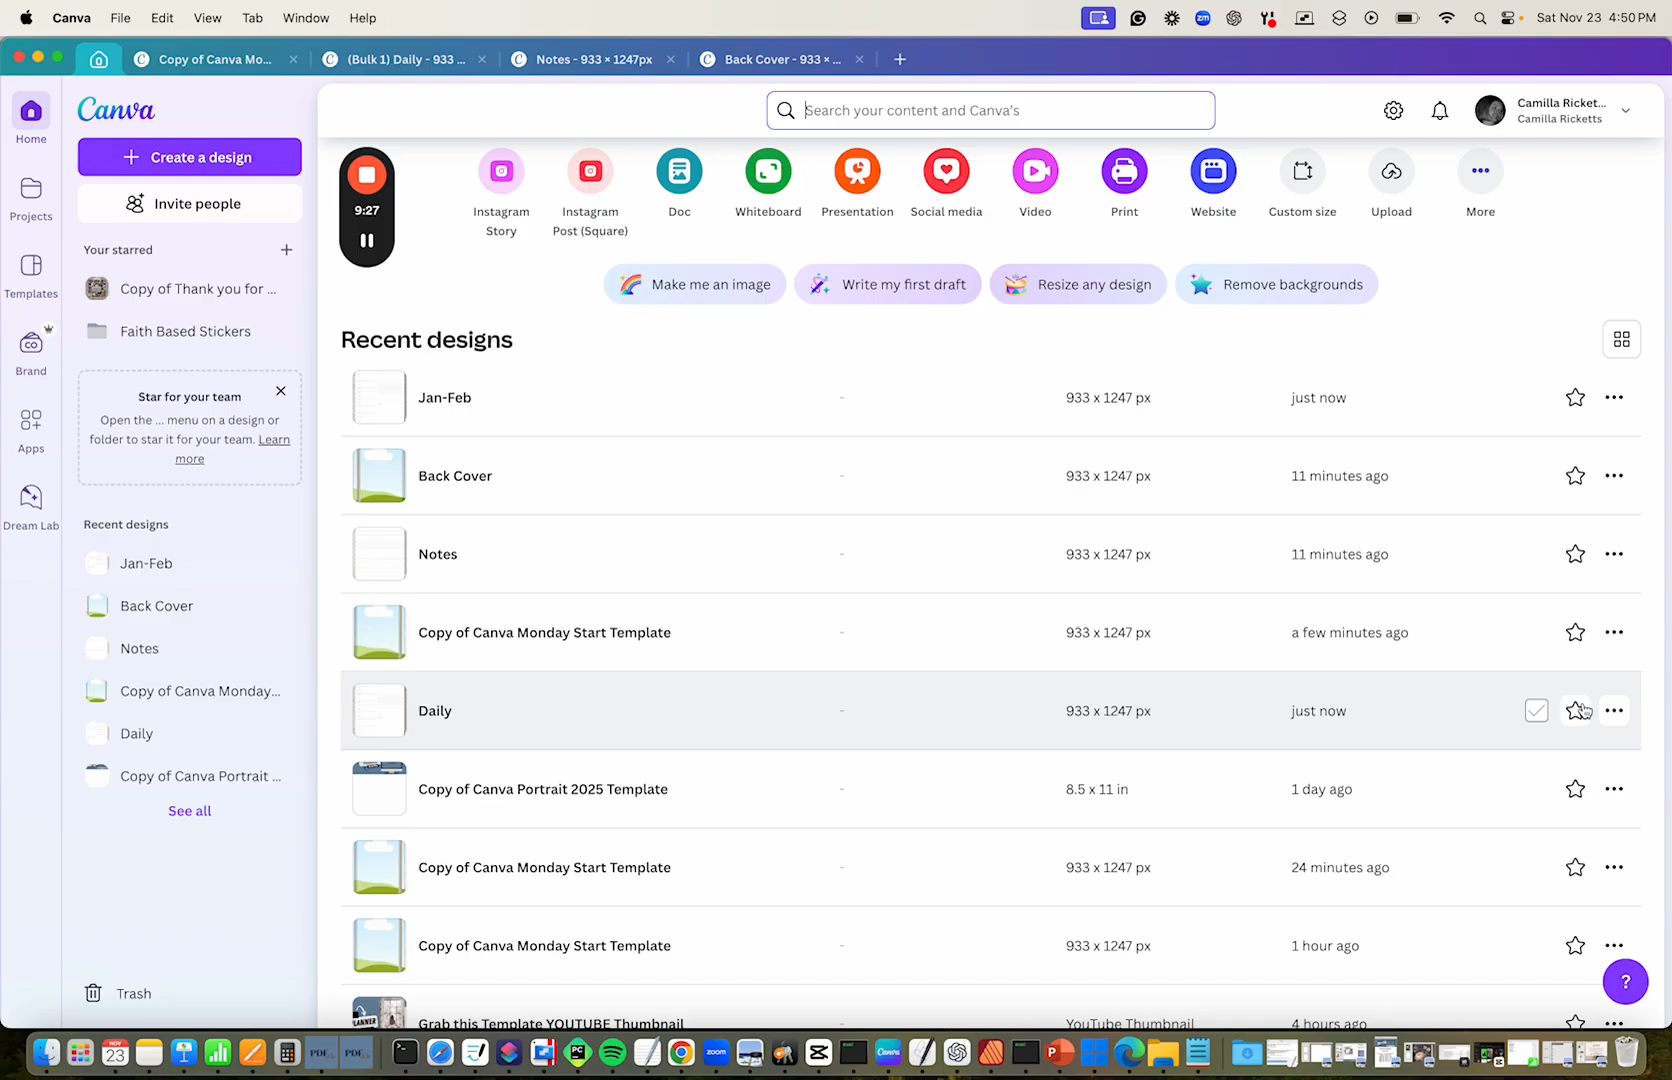 Canva File Edit View Tab Window Help Sat Nov 23 4:50 PM
Copy of Canva Mo... (Bulk 1) Daily - 933 ... Notes - 933 × 1247px Back Cover - 933 × ...
Home
Projects
Templates
Brand
Apps
Dream Lab
Canva
Create a design
Invite people
Your starred
Copy of Thank you for ...
Faith Based Stickers
Star for your team
Open the ... menu on a design or
folder to star it for your team. Learn
more
Recent designs
Jan-Feb
Back Cover
Notes
Copy of Canva Monday...
Daily
Copy of Canva Portrait ...
See all
Trash
Search your content and Canva's
Camilla Ricket...
Camilla Ricketts
9:27
Instagram
Story
Instagram
Post (Square)
Doc
Whiteboard
Presentation
Social media
Video
Print
Website
Custom size
Upload
More
Make me an image
Write my first draft
Resize any design
Remove backgrounds
Recent designs
Jan-Feb - 933 x 1247 px just now
Back Cover - 933 x 1247 px 11 minutes ago
Notes - 933 x 1247 px 11 minutes ago
Copy of Canva Monday Start Template - 933 x 1247 px a few minutes ago
Daily - 933 x 1247 px just now
Copy of Canva Portrait 2025 Template - 8.5 x 11 in 1 day ago
Copy of Canva Monday Start Template - 933 x 1247 px 24 minutes ago
Copy of Canva Monday Start Template - 933 x 1247 px 1 hour ago
Grab this Template YOUTUBE Thumbnail YouTube Thumbnail 4 hours ago
?
NOV
23
PDF
PDF
PC
zoom
Canva